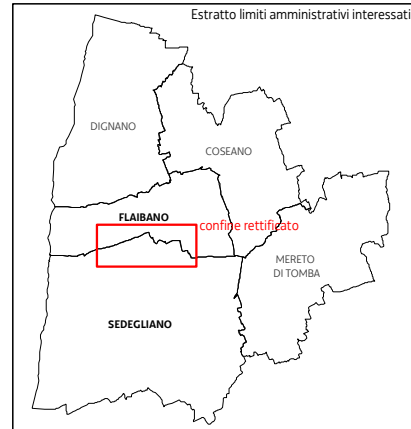 Estratto limiti amministrativi interessati
DIGNANO
COSEANO
FLAIBANO
confine rettificato
MERETO
DI TOMBA
SEDEGLIANO